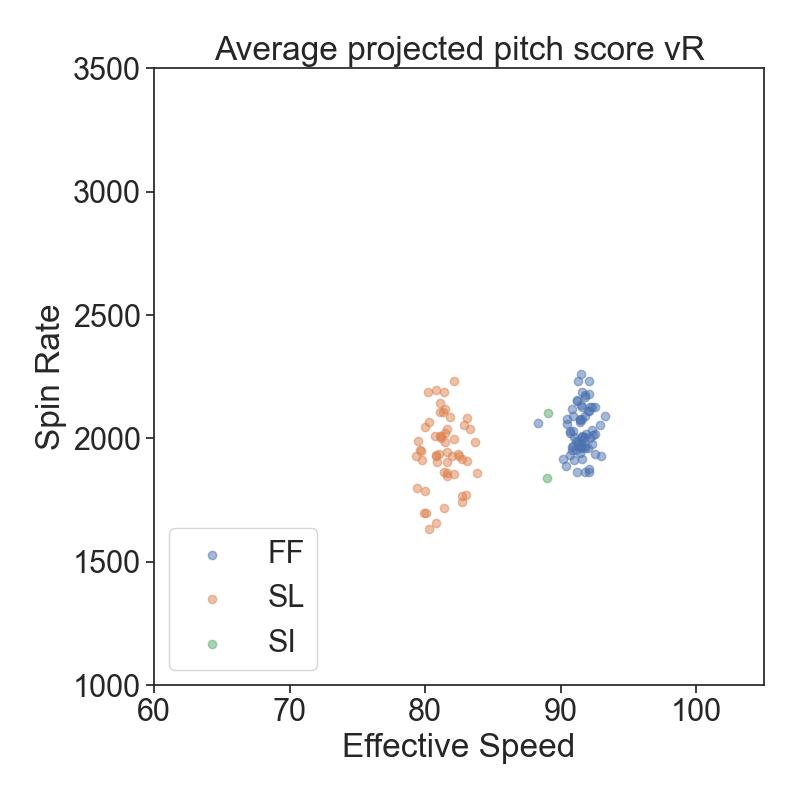 Average projected pitch score vR
3500
3000
2500
2000
1500
1000
Spin Rate
FF
SL
SI
60 70 80 90 100
Effective Speed